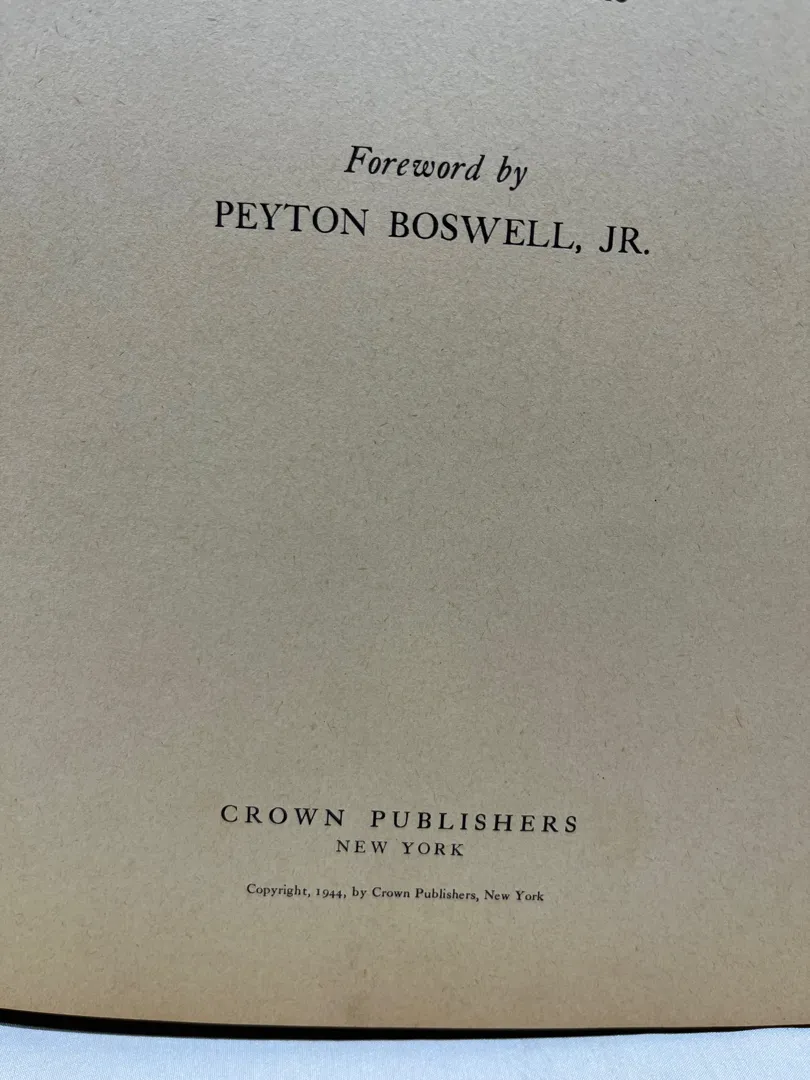 Foreword by
PEYTON BOSWELL, JR.
CROWN PUBLISHERS
NEW YORK
Copyright, 1944, by Crown Publishers, New York